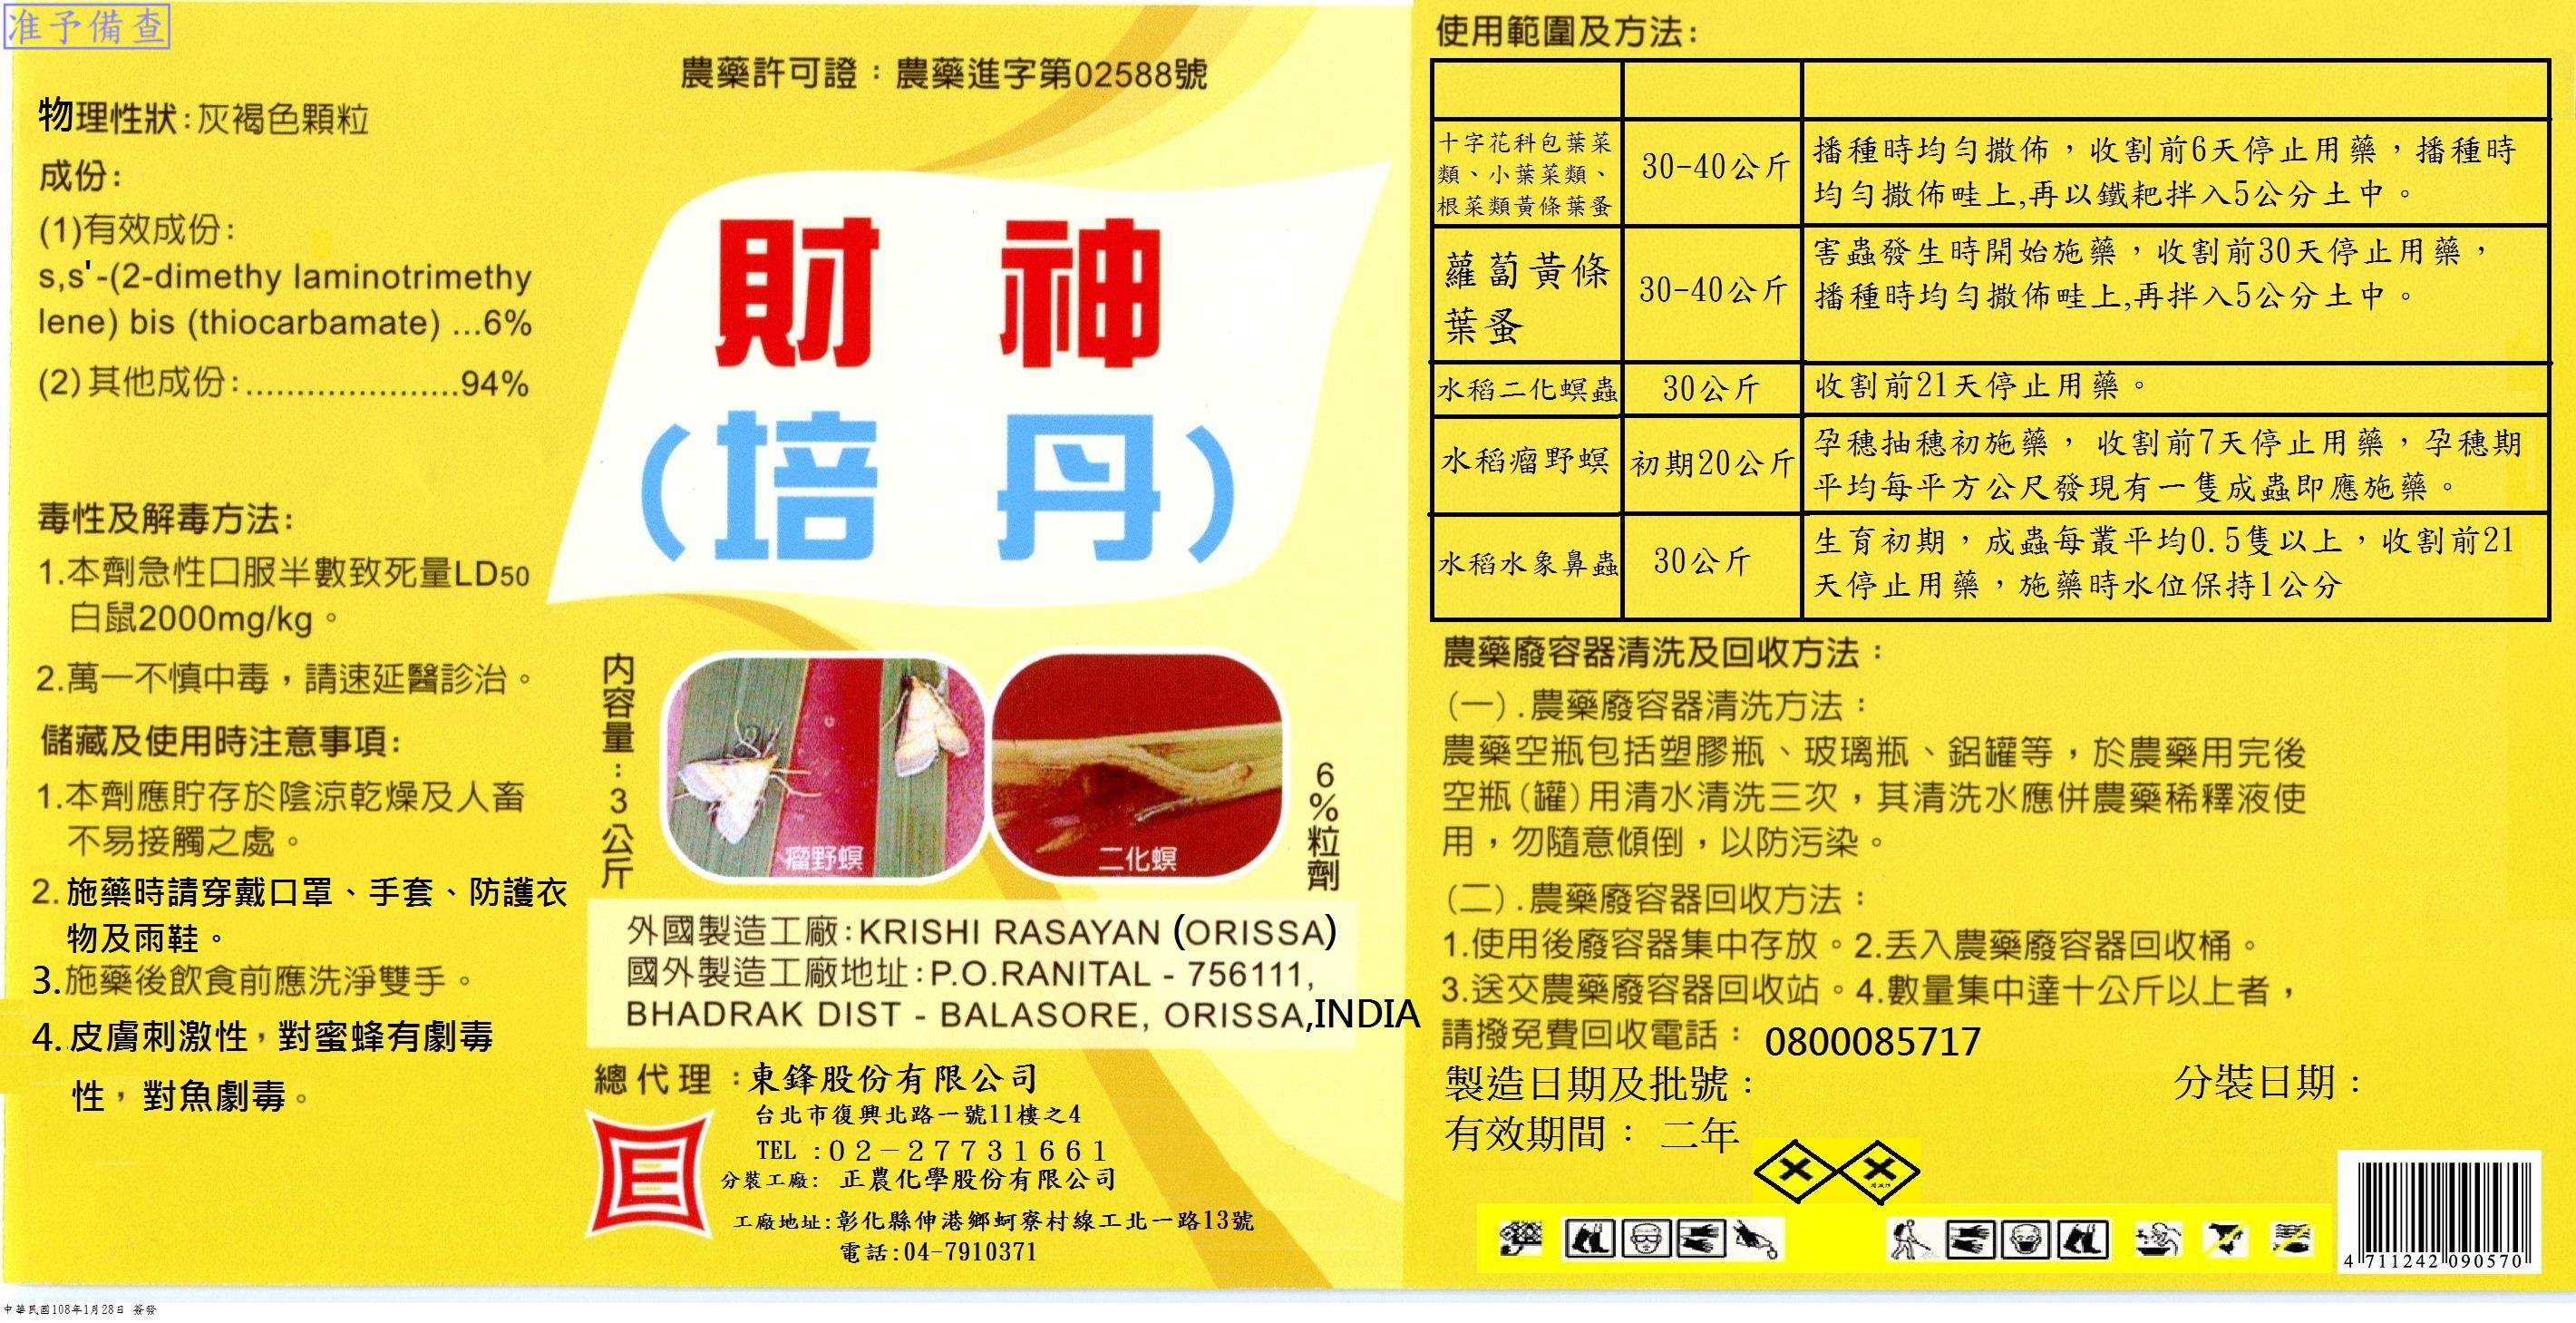 准予備查
農藥許可證：農藥進字第02588號
物理性狀:灰褐色顆粒
成份:
(1)有效成份:
s,s'-(2-dimethy laminotrimethy
lene) bis (thiocarbamate) ...6%
(2)其他成份:.....................94%
毒性及解毒方法:
1.本劑急性口服半數致死量LD50
白鼠2000mg/kg。
2.萬一不慎中毒，請速延醫診治。
儲藏及使用時注意事項:
1.本劑應貯存於陰涼乾燥及人畜
不易接觸之處。
2.施藥時請穿戴口罩、手套、防護衣
物及雨鞋。
3.施藥後飲食前應洗淨雙手。
4.皮膚刺激性，對蜜蜂有劇毒
性，對魚劇毒。
財神
(培丹)
內容量:3公斤
瘤野螟
二化螟
6%粒劑
外國製造工廠:KRISHI RASAYAN (ORISSA)
國外製造工廠地址:P.O.RANITAL - 756111,
BHADRAK DIST - BALASORE, ORISSA,INDIA
總代理:東鋒股份有限公司
台北市復興北路一號11樓之4
TEL :02－27731661
分裝工廠: 正農化學股份有限公司
工廠地址:彰化縣伸港鄉蚵寮村線工北一路13號
電話:04-7910371
使用範圍及方法:
十字花科包葉菜
類、小葉菜類、
根菜類黃條葉蚤
30-40公斤
播種時均勻撒佈，收割前6天停止用藥，播種時
均勻撒佈畦上,再以鐵耙拌入5公分土中。
蘿蔔黃條
葉蚤
30-40公斤
害蟲發生時開始施藥，收割前30天停止用藥，
播種時均勻撒佈畦上,再拌入5公分土中。
水稻二化螟蟲
30公斤
收割前21天停止用藥。
水稻瘤野螟
初期20公斤
孕穗抽穗初施藥， 收割前7天停止用藥，孕穗期
平均每平方公尺發現有一隻成蟲即應施藥。
水稻水象鼻蟲
30公斤
生育初期，成蟲每叢平均0.5隻以上，收割前21
天停止用藥，施藥時水位保持1公分
農藥廢容器清洗及回收方法：
(一).農藥廢容器清洗方法：
農藥空瓶包括塑膠瓶、玻璃瓶、鋁罐等，於農藥用完後
空瓶(罐)用清水清洗三次，其清洗水應併農藥稀釋液使
用，勿隨意傾倒，以防污染。
(二).農藥廢容器回收方法：
1.使用後廢容器集中存放。2.丟入農藥廢容器回收桶。
3.送交農藥廢容器回收站。4.數量集中達十公斤以上者，
請撥免費回收電話： 0800085717
製造日期及批號： 分裝日期：
有效期間： 二年
4 711242 090570
中華民國108年1月28日 簽發